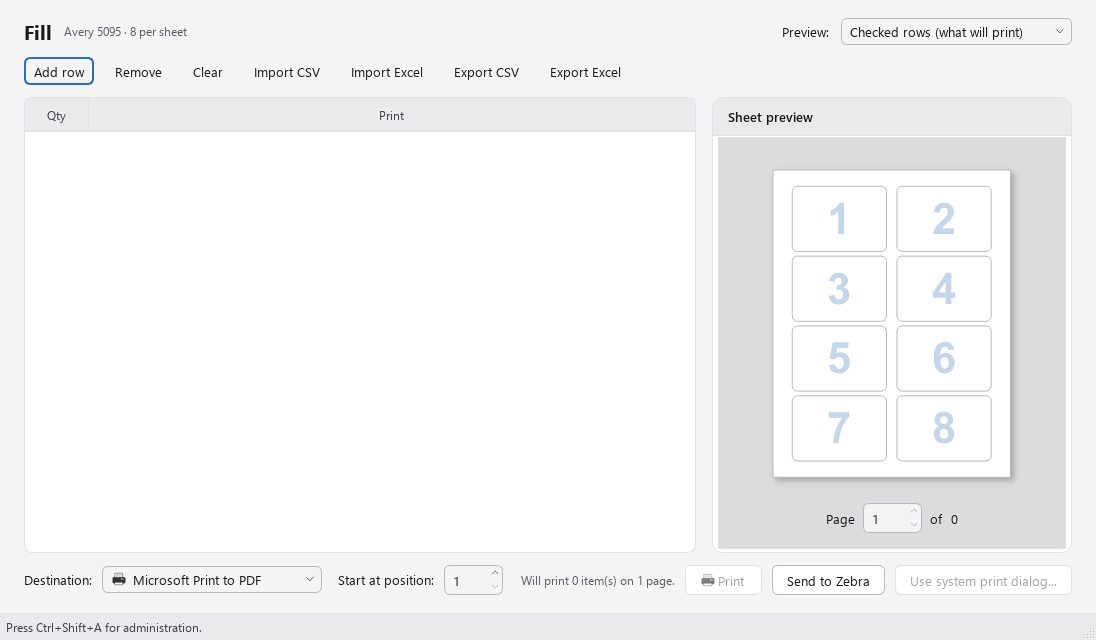 Fill Avery 5095 · 8 per sheet Preview: Checked rows (what will print)
Add row Remove Clear Import CSV Import Excel Export CSV Export Excel
Qty Print
Sheet preview
1 2
3 4
5 6
7 8
Page 1 of 0
Destination: Microsoft Print to PDF Start at position: 1 Will print 0 item(s) on 1 page. Print Send to Zebra Use system print dialog...
Press Ctrl+Shift+A for administration.